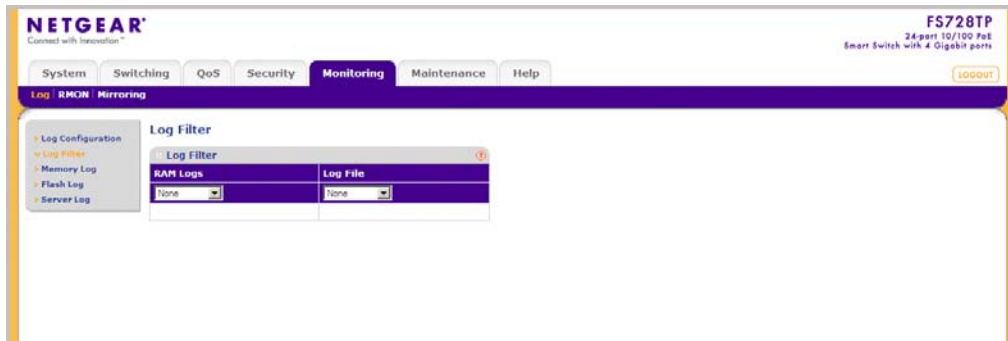 NETGEAR®
Connect with Innovation™
FS728TP
24-port 10/100 PoE
Smart Switch with 4 Gigabit ports
System Switching QoS Security Monitoring Maintenance Help
LOGOUT
Log RMON Mirroring
Log Configuration
Log Filter
Memory Log
Flash Log
Server Log
Log Filter
Log Filter
RAM Logs Log File
None None